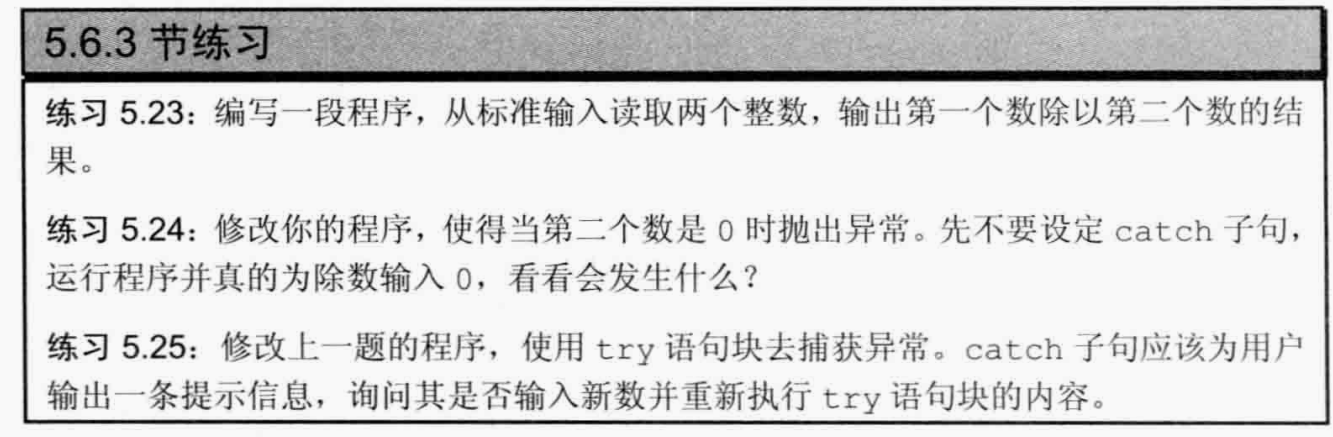 5.6.3 节练习
练习 5.23：编写一段程序，从标准输入读取两个整数，输出第一个数除以第二个数的结
果。
练习 5.24：修改你的程序，使得当第二个数是 0 时抛出异常。先不要设定 catch 子句，
运行程序并真的为除数输入 0，看看会发生什么？
练习 5.25：修改上一题的程序，使用 try 语句块去捕获异常。catch 子句应该为用户
输出一条提示信息，询问其是否输入新数并重新执行 try 语句块的内容。